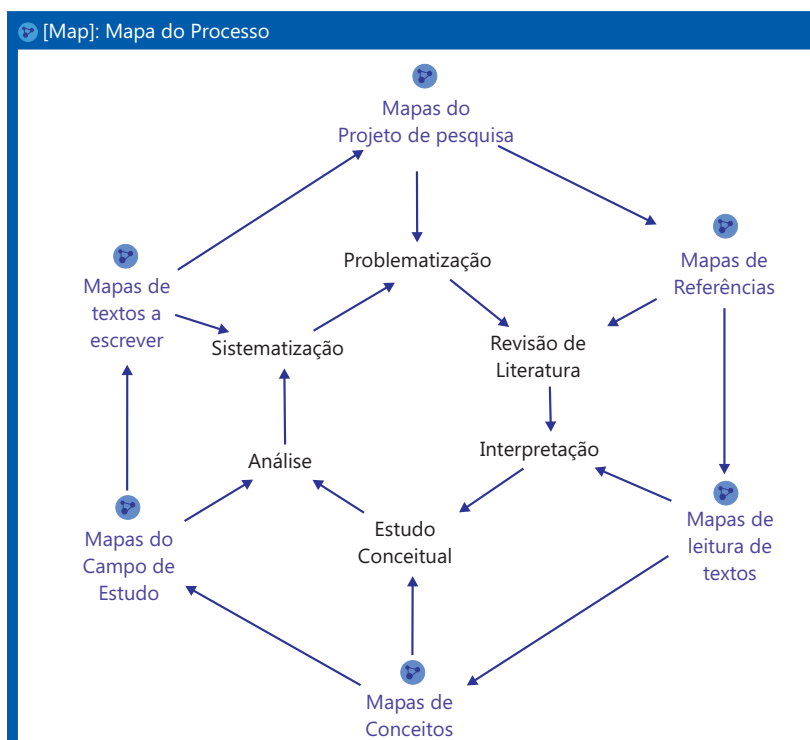 [Map]: Mapa do Processo
Mapas do
Projeto de pesquisa
Mapas de
Referências
Mapas de
textos a
escrever
Problematização
Sistematização
Revisão de
Literatura
Análise
Interpretação
Mapas do
Campo de
Estudo
Estudo
Conceitual
Mapas de
leitura de
textos
Mapas de
Conceitos